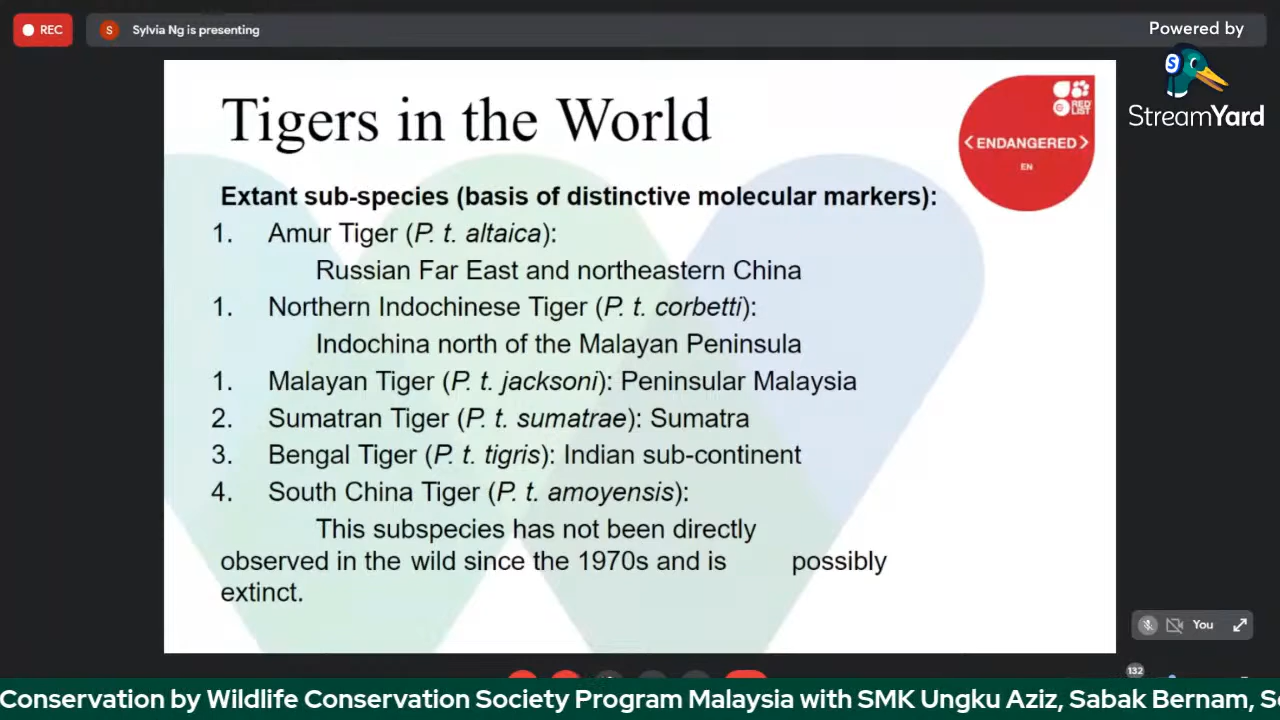 REC
S
Sylvia Ng is presenting
Powered by
S
StreamYard
Tigers in the World
RED
LIST
<ENDANGERED>
EN
Extant sub-species (basis of distinctive molecular markers):
1. Amur Tiger (P. t. altaica):
Russian Far East and northeastern China
1. Northern Indochinese Tiger (P. t. corbetti):
Indochina north of the Malayan Peninsula
1. Malayan Tiger (P. t. jacksoni): Peninsular Malaysia
2. Sumatran Tiger (P. t. sumatrae): Sumatra
3. Bengal Tiger (P. t. tigris): Indian sub-continent
4. South China Tiger (P. t. amoyensis):
This subspecies has not been directly
observed in the wild since the 1970s and is possibly
extinct.
You
132
Conservation by Wildlife Conservation Society Program Malaysia with SMK Ungku Aziz, Sabak Bernam, Se